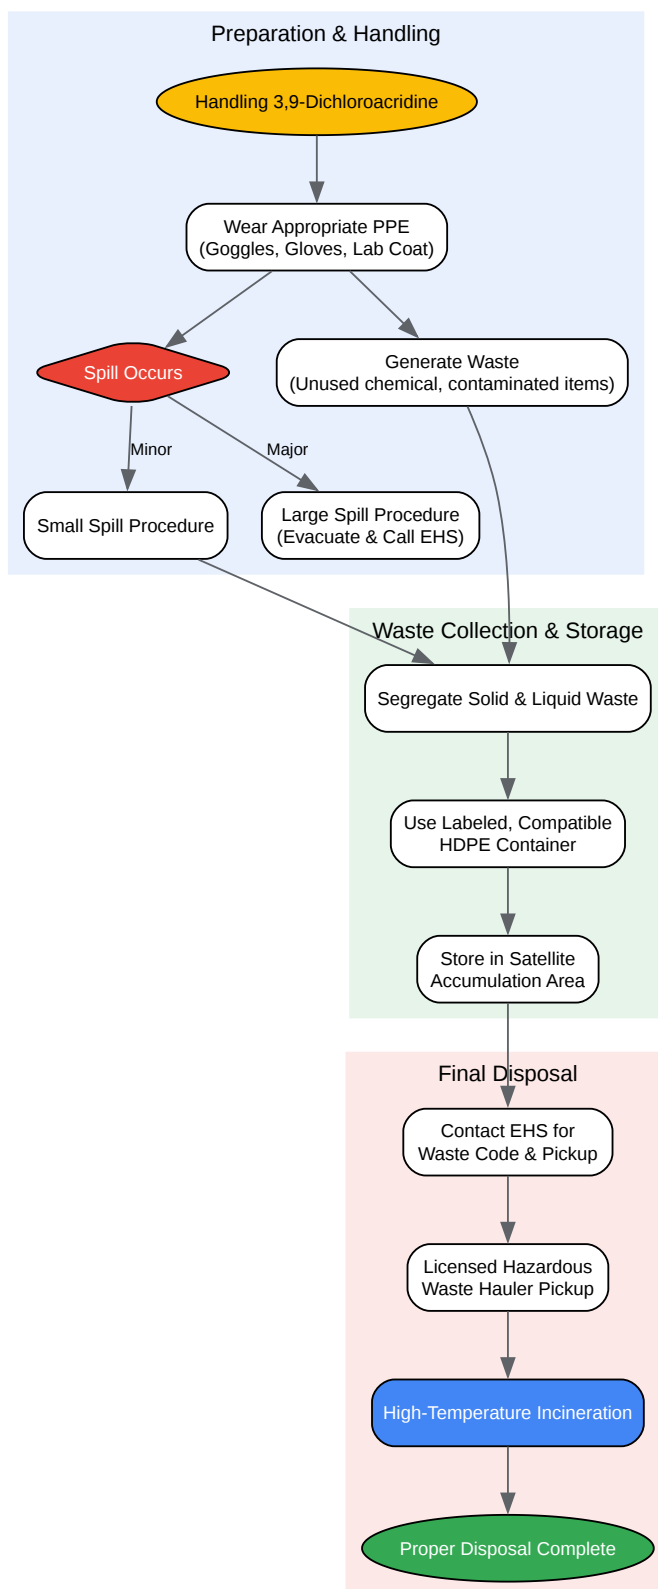 Preparation & Handling
Handling 3,9-Dichloroacridine
Wear Appropriate PPE
(Goggles, Gloves, Lab Coat)
Spill Occurs
Generate Waste
(Unused chemical, contaminated items)
Minor
Major
Small Spill Procedure
Large Spill Procedure
(Evacuate & Call EHS)
Waste Collection & Storage
Segregate Solid & Liquid Waste
Use Labeled, Compatible
HDPE Container
Store in Satellite
Accumulation Area
Final Disposal
Contact EHS for
Waste Code & Pickup
Licensed Hazardous
Waste Hauler Pickup
High-Temperature Incineration
Proper Disposal Complete